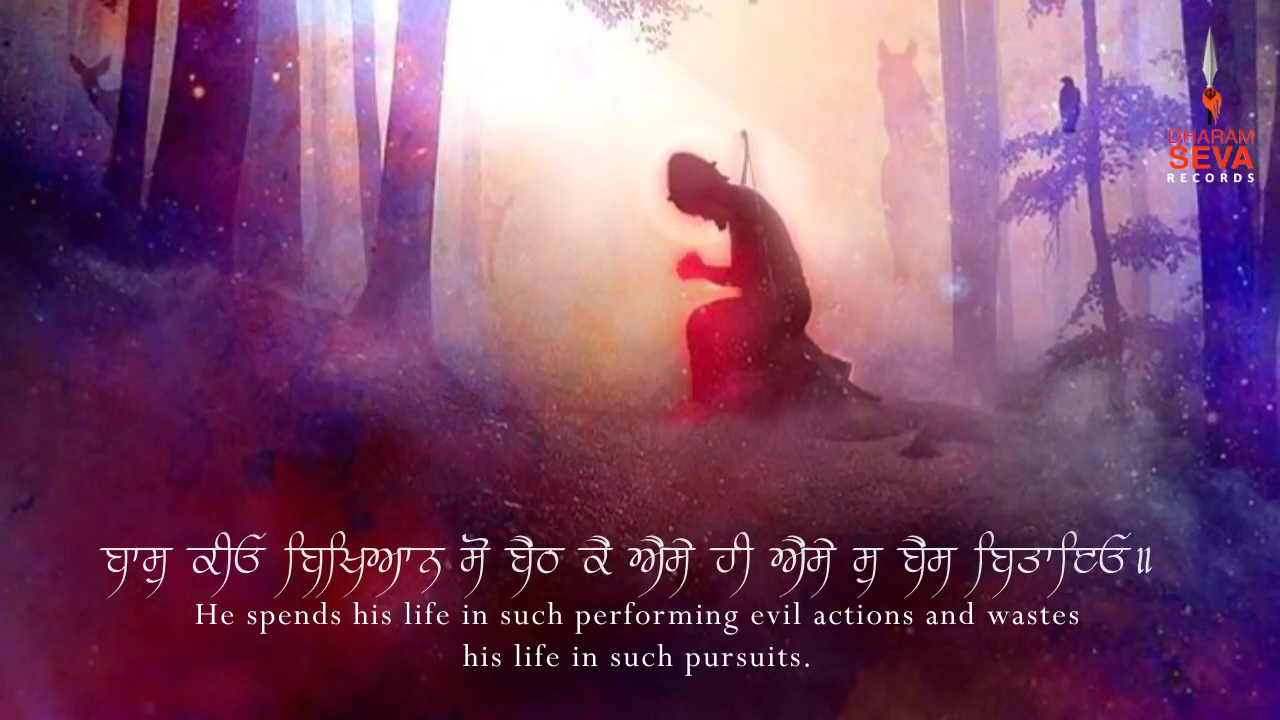 DHARAM
SEVA
RECORDS
ਬਾਸੁ ਕੀਓ ਬਿਖਿਆਨ ਸੋ ਬੈਠ ਕੈ ਐਸੇ ਹੀ ਐਸੇ ਸੁ ਬੈਸ ਬਿਤਾਇਓ॥
He spends his life in such performing evil actions and wastes
his life in such pursuits.